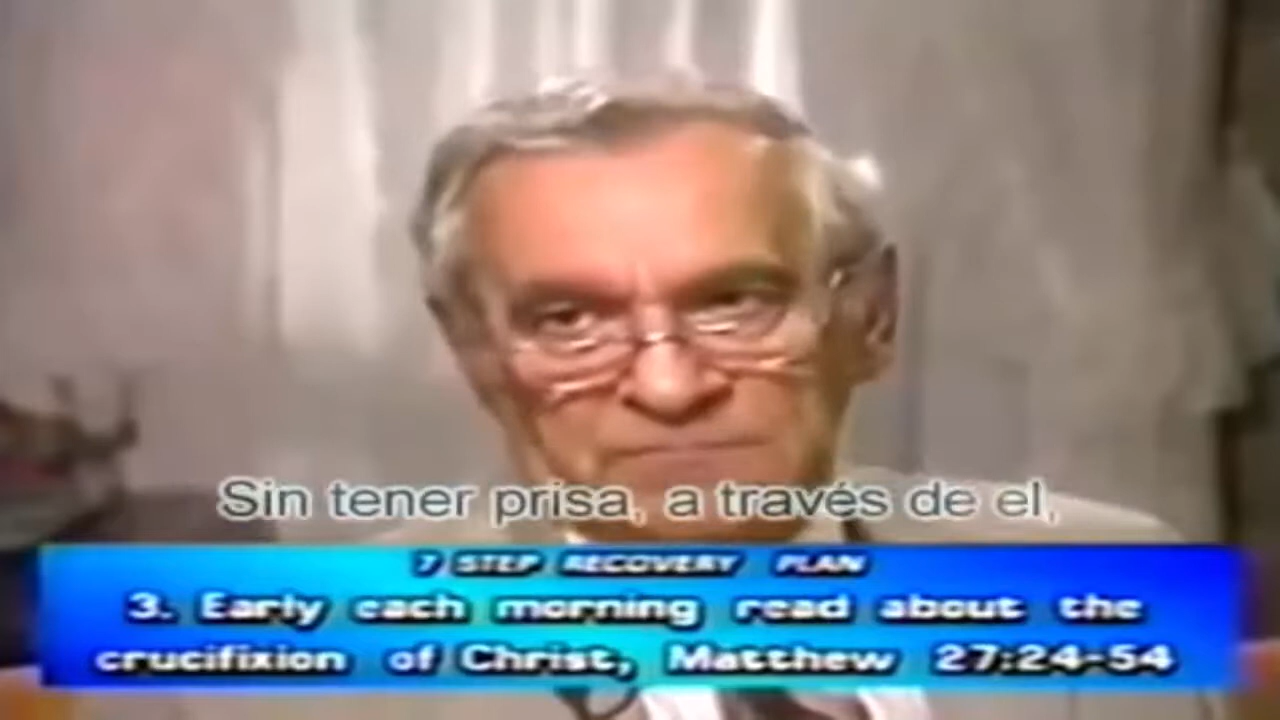 Sin tener prisa, a través de el,
7 STEP RECOVERY PLAN
3. Early each morning read about the
crucifixion of Christ, Matthew 27:24-54